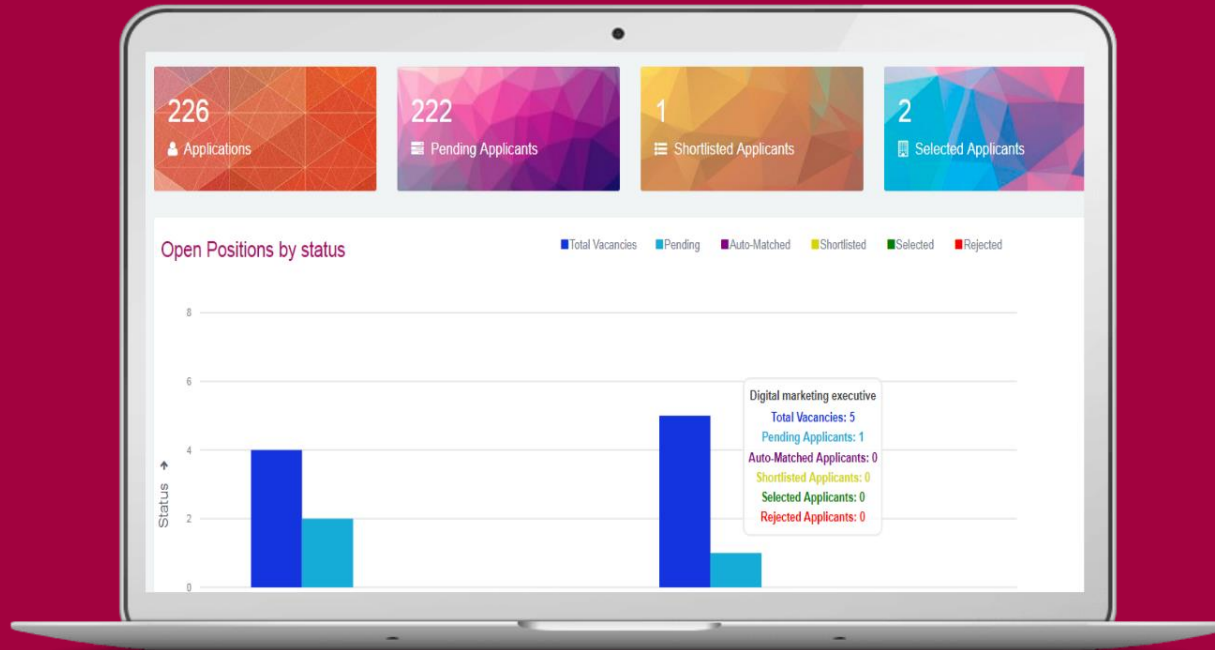 226
Applications
222
Pending Applicants
1
Shortlisted Applicants
2
Selected Applicants
Open Positions by status
Total Vacancies Pending Auto-Matched Shortlisted Selected Rejected
8
6
4
2
0
Status →
Digital marketing executive
Total Vacancies: 5
Pending Applicants: 1
Auto-Matched Applicants: 0
Shortlisted Applicants: 0
Selected Applicants: 0
Rejected Applicants: 0